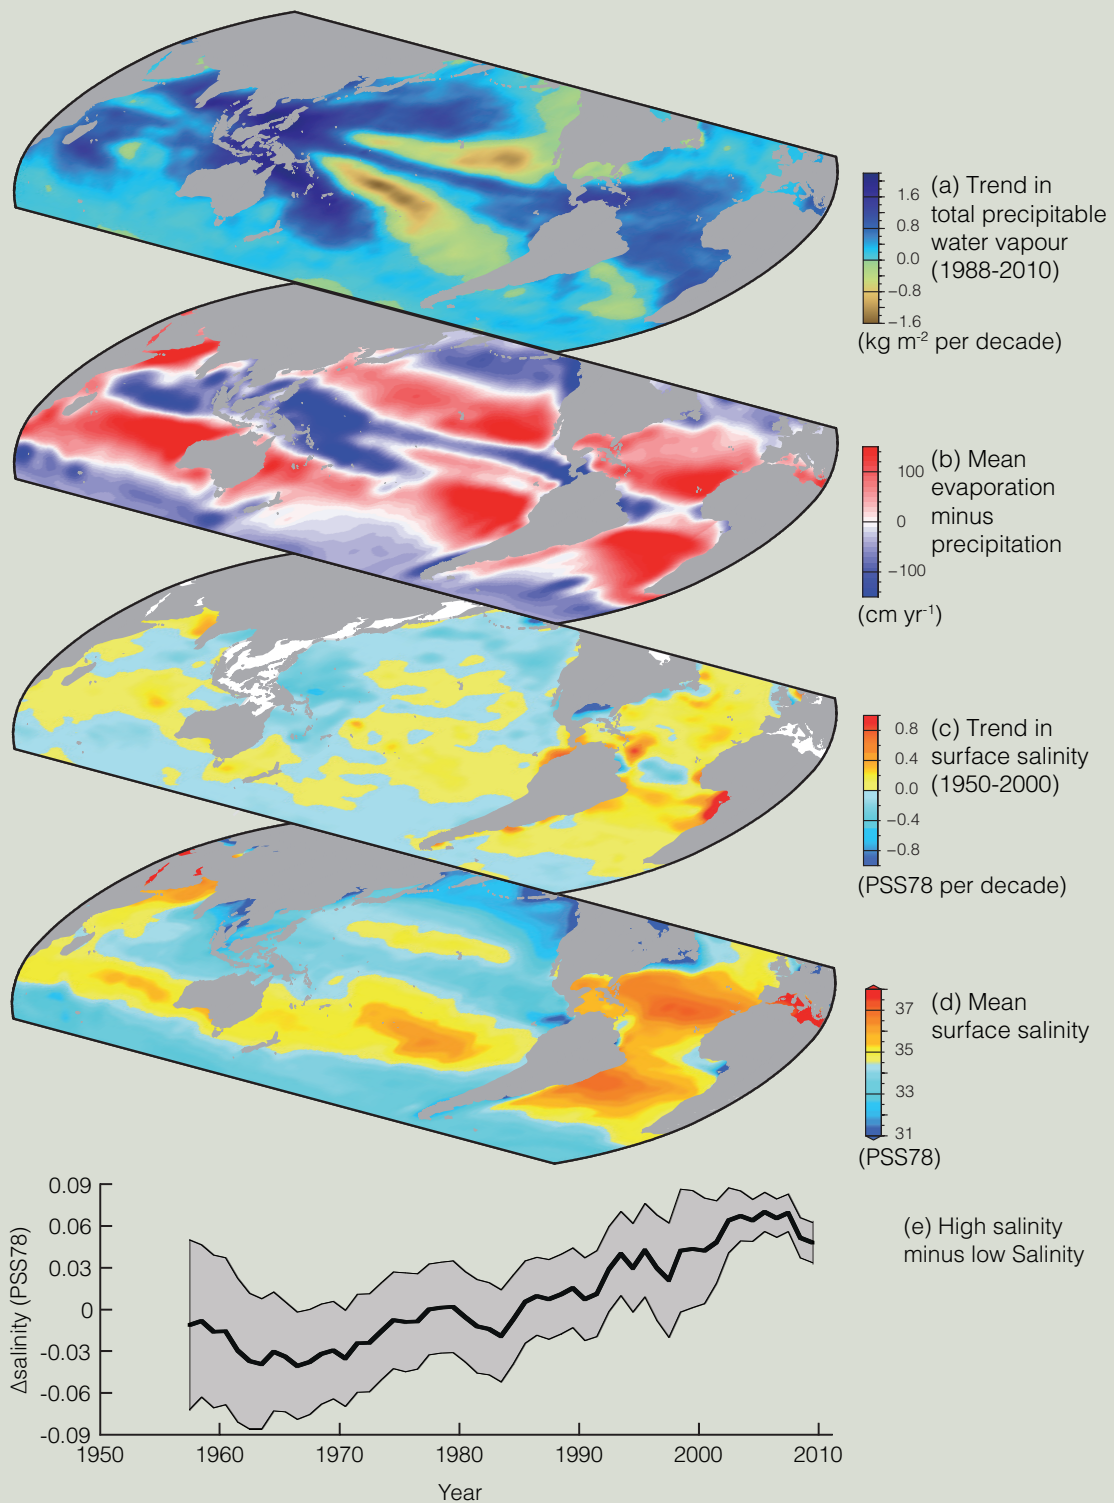 1.6
0.8
0.0
−0.8
−1.6
(a) Trend in
total precipitable
water vapour
(1988-2010)
(kg m⁻² per decade)
100
0
−100
(b) Mean
evaporation
minus
precipitation
(cm yr⁻¹)
0.8
0.4
0.0
−0.4
−0.8
(c) Trend in
surface salinity
(1950-2000)
(PSS78 per decade)
37
35
33
31
(d) Mean
surface salinity
(PSS78)
0.09
0.06
0.03
0
-0.03
-0.06
-0.09
Δsalinity (PSS78)
1950
1960
1970
1980
1990
2000
2010
Year
(e) High salinity
minus low Salinity